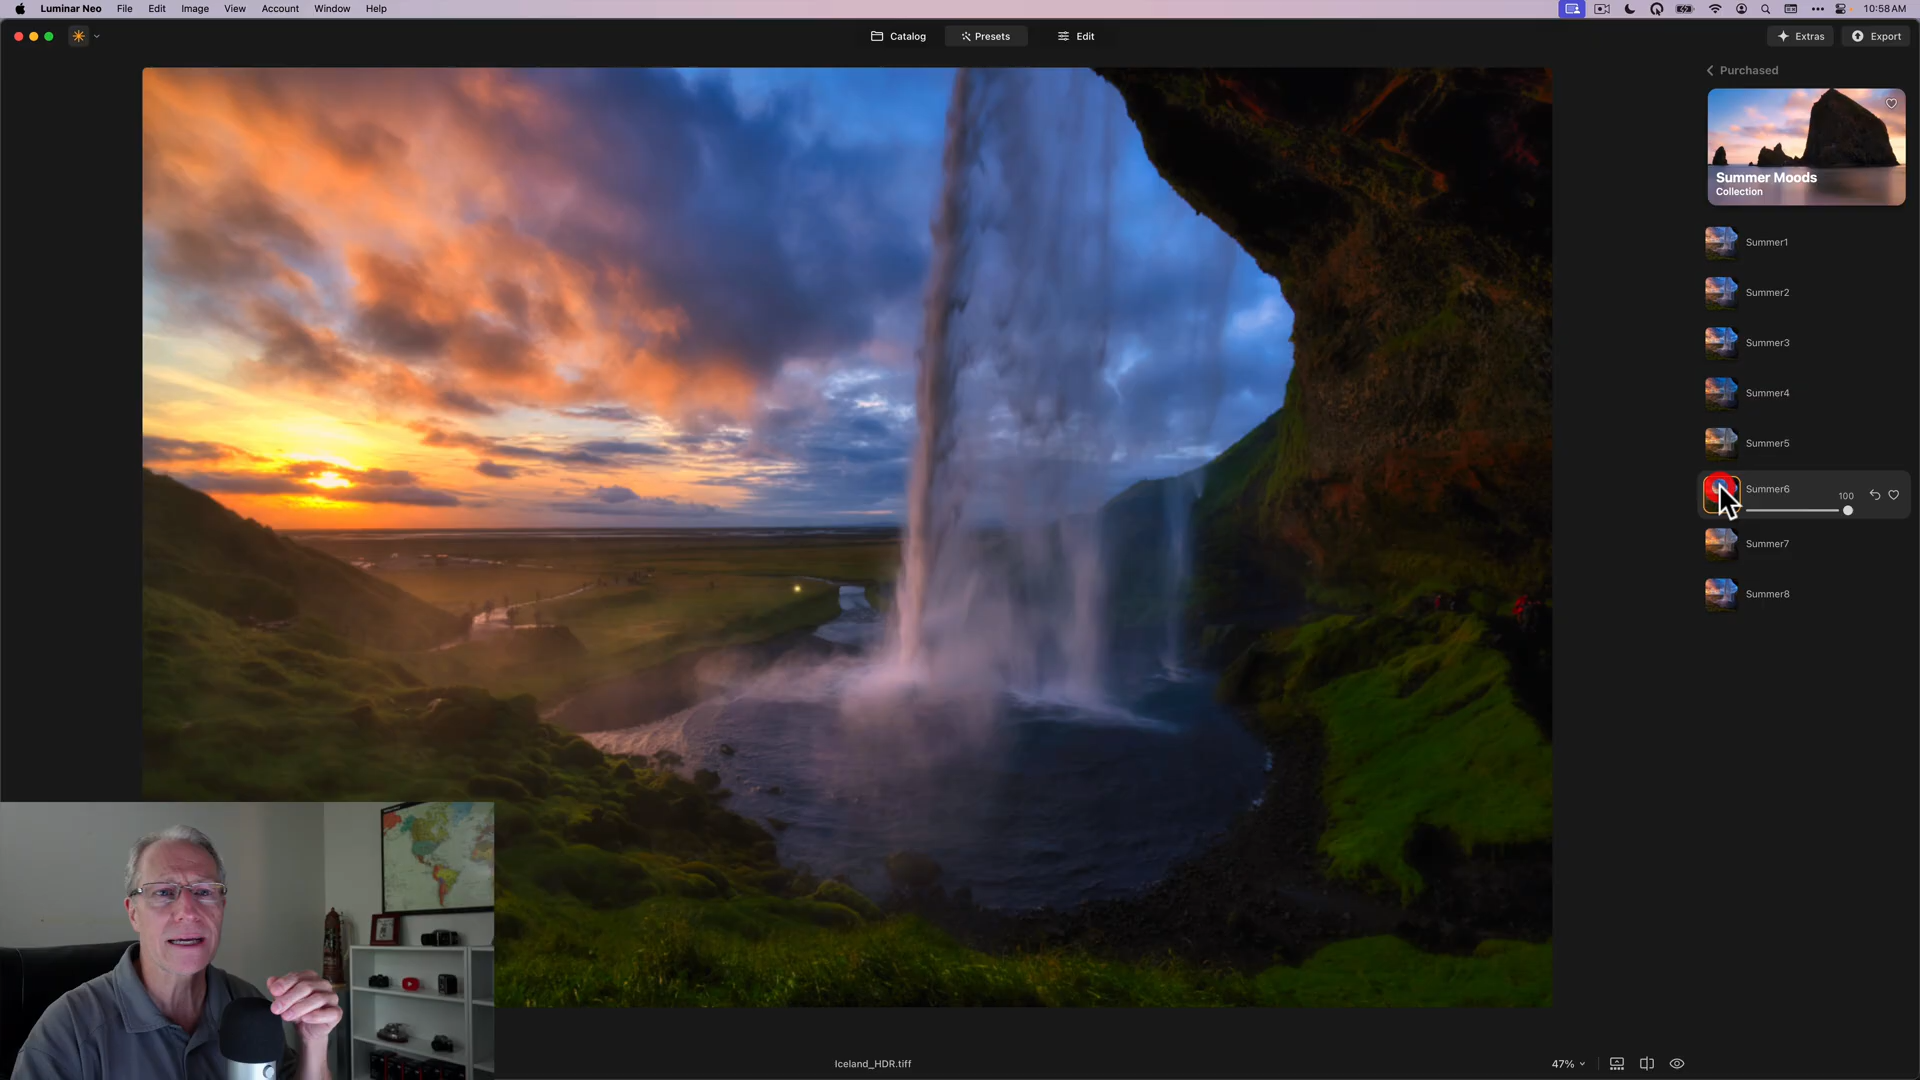 Luminar Neo File Edit Image View Account Window Help 10:58 AM
Catalog Presets Edit Extras Export
Purchased
Summer Moods
Collection
Summer1
Summer2
Summer3
Summer4
Summer5
Summer6
100
Summer7
Summer8
Iceland_HDR.tiff 47%